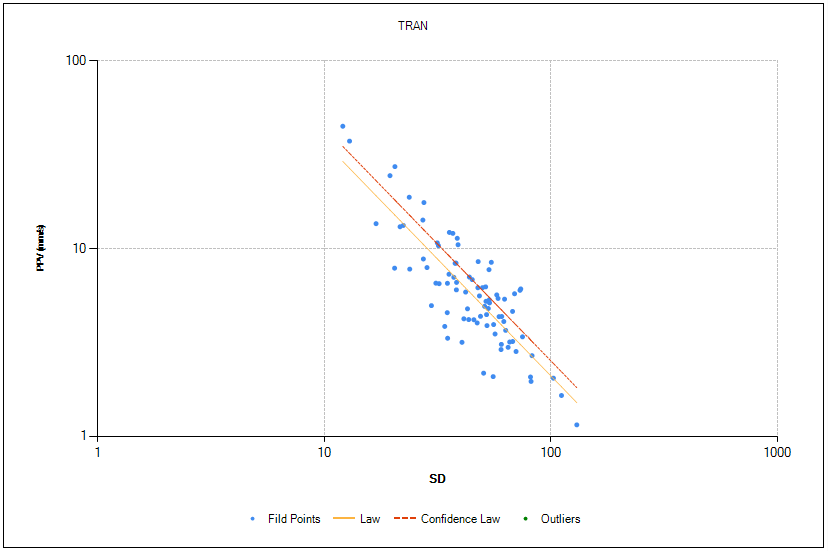 TRAN
100
10
1
PPV (mm/s)
1 10 100 1000
SD
Fild Points Law Confidence Law Outliers